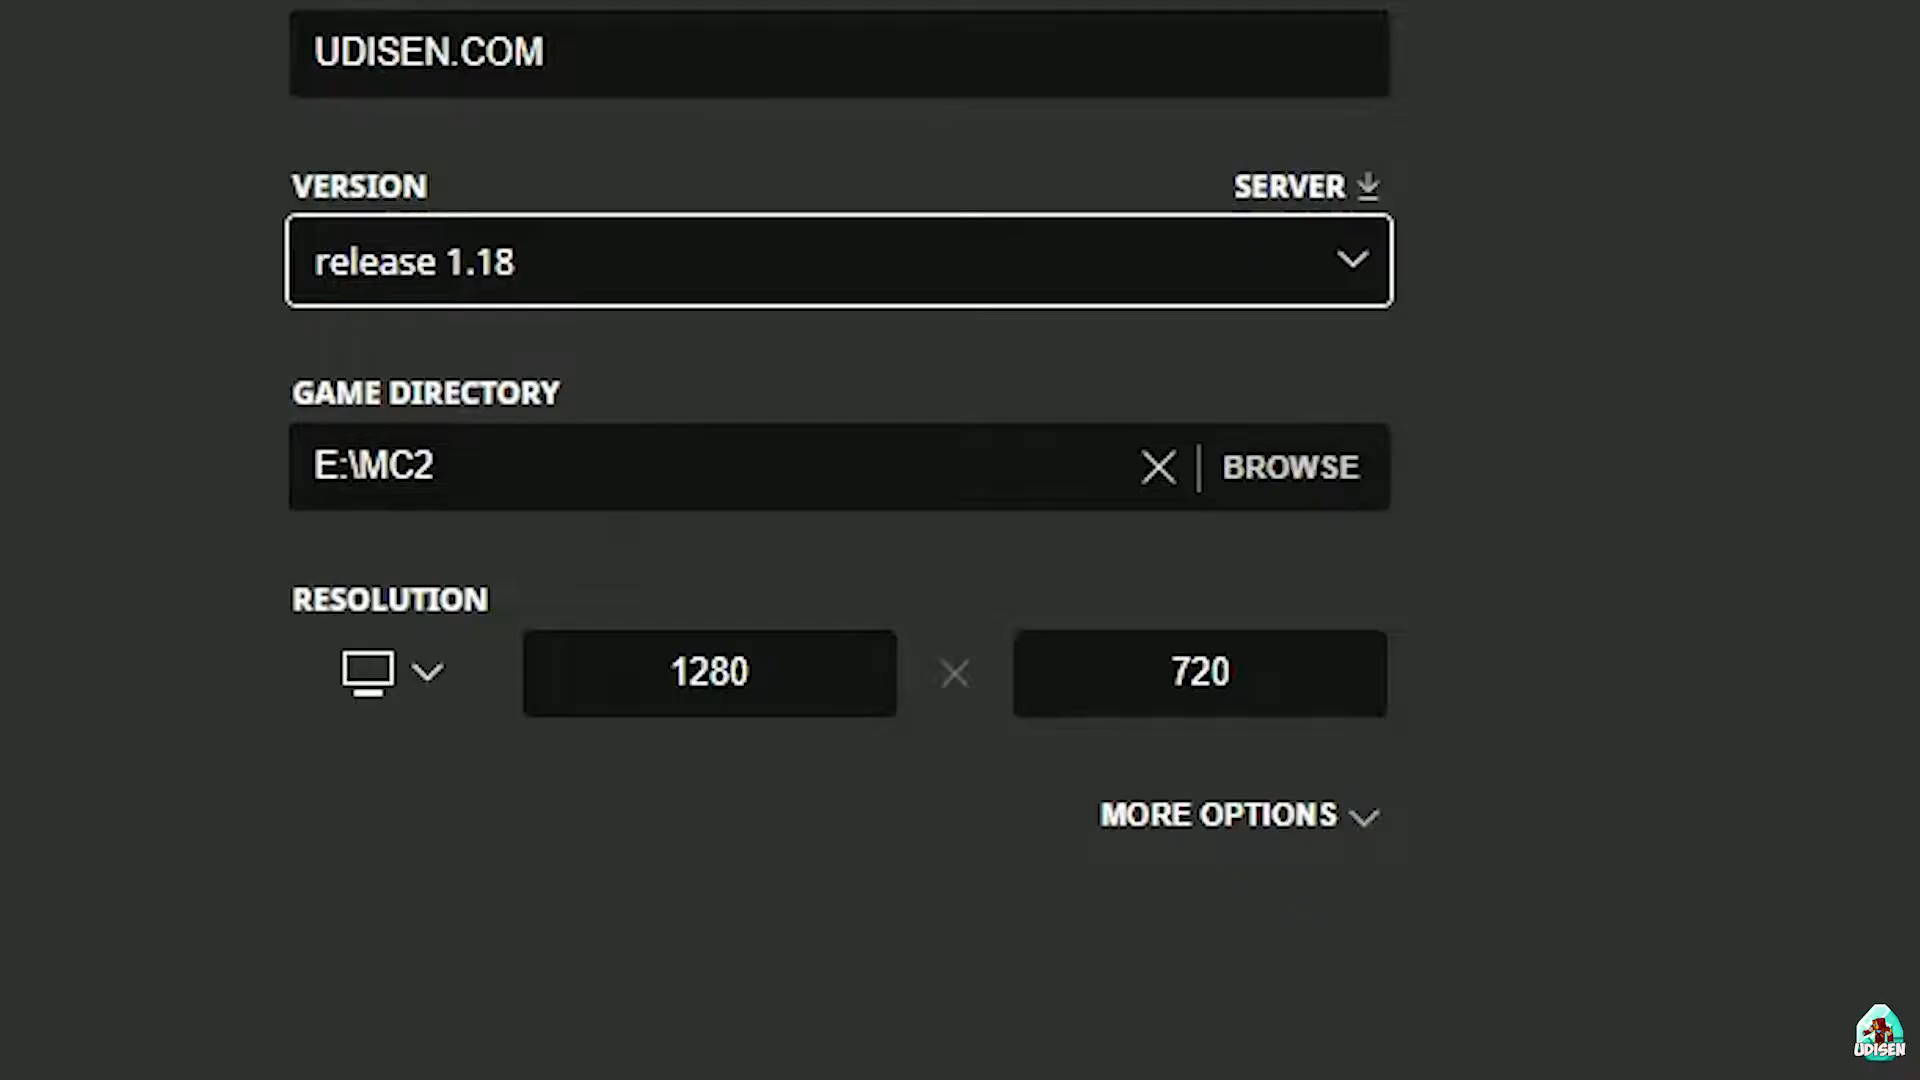 UDISEN.COM
VERSION
SERVER
release 1.18
GAME DIRECTORY
E:\MC2
BROWSE
RESOLUTION
1280
720
MORE OPTIONS
UDISEN